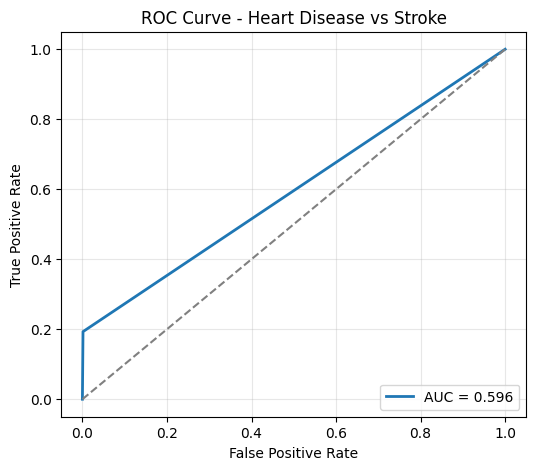 ROC Curve - Heart Disease vs Stroke
True Positive Rate
1.0
0.8
0.6
0.4
0.2
0.0
AUC = 0.596
0.0 0.2 0.4 0.6 0.8 1.0
False Positive Rate